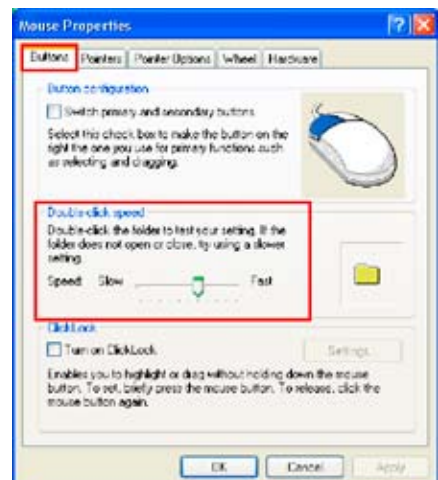 Mouse Properties
Buttons Pointers Pointer Options Wheel Hardware
Button configuration
Switch primary and secondary buttons
Select this check box to make the button on the
right the one you use for primary functions such
as selecting and dragging.
Double-click speed
Double-click the folder to test your setting. If the
folder does not open or close, try using a slower
setting.
Speed: Slow Fast
ClickLock
Turn on ClickLock Settings...
Enables you to highlight or drag without holding down the mouse
button. To set, briefly press the mouse button. To release, click the
mouse button again.
OK Cancel Apply